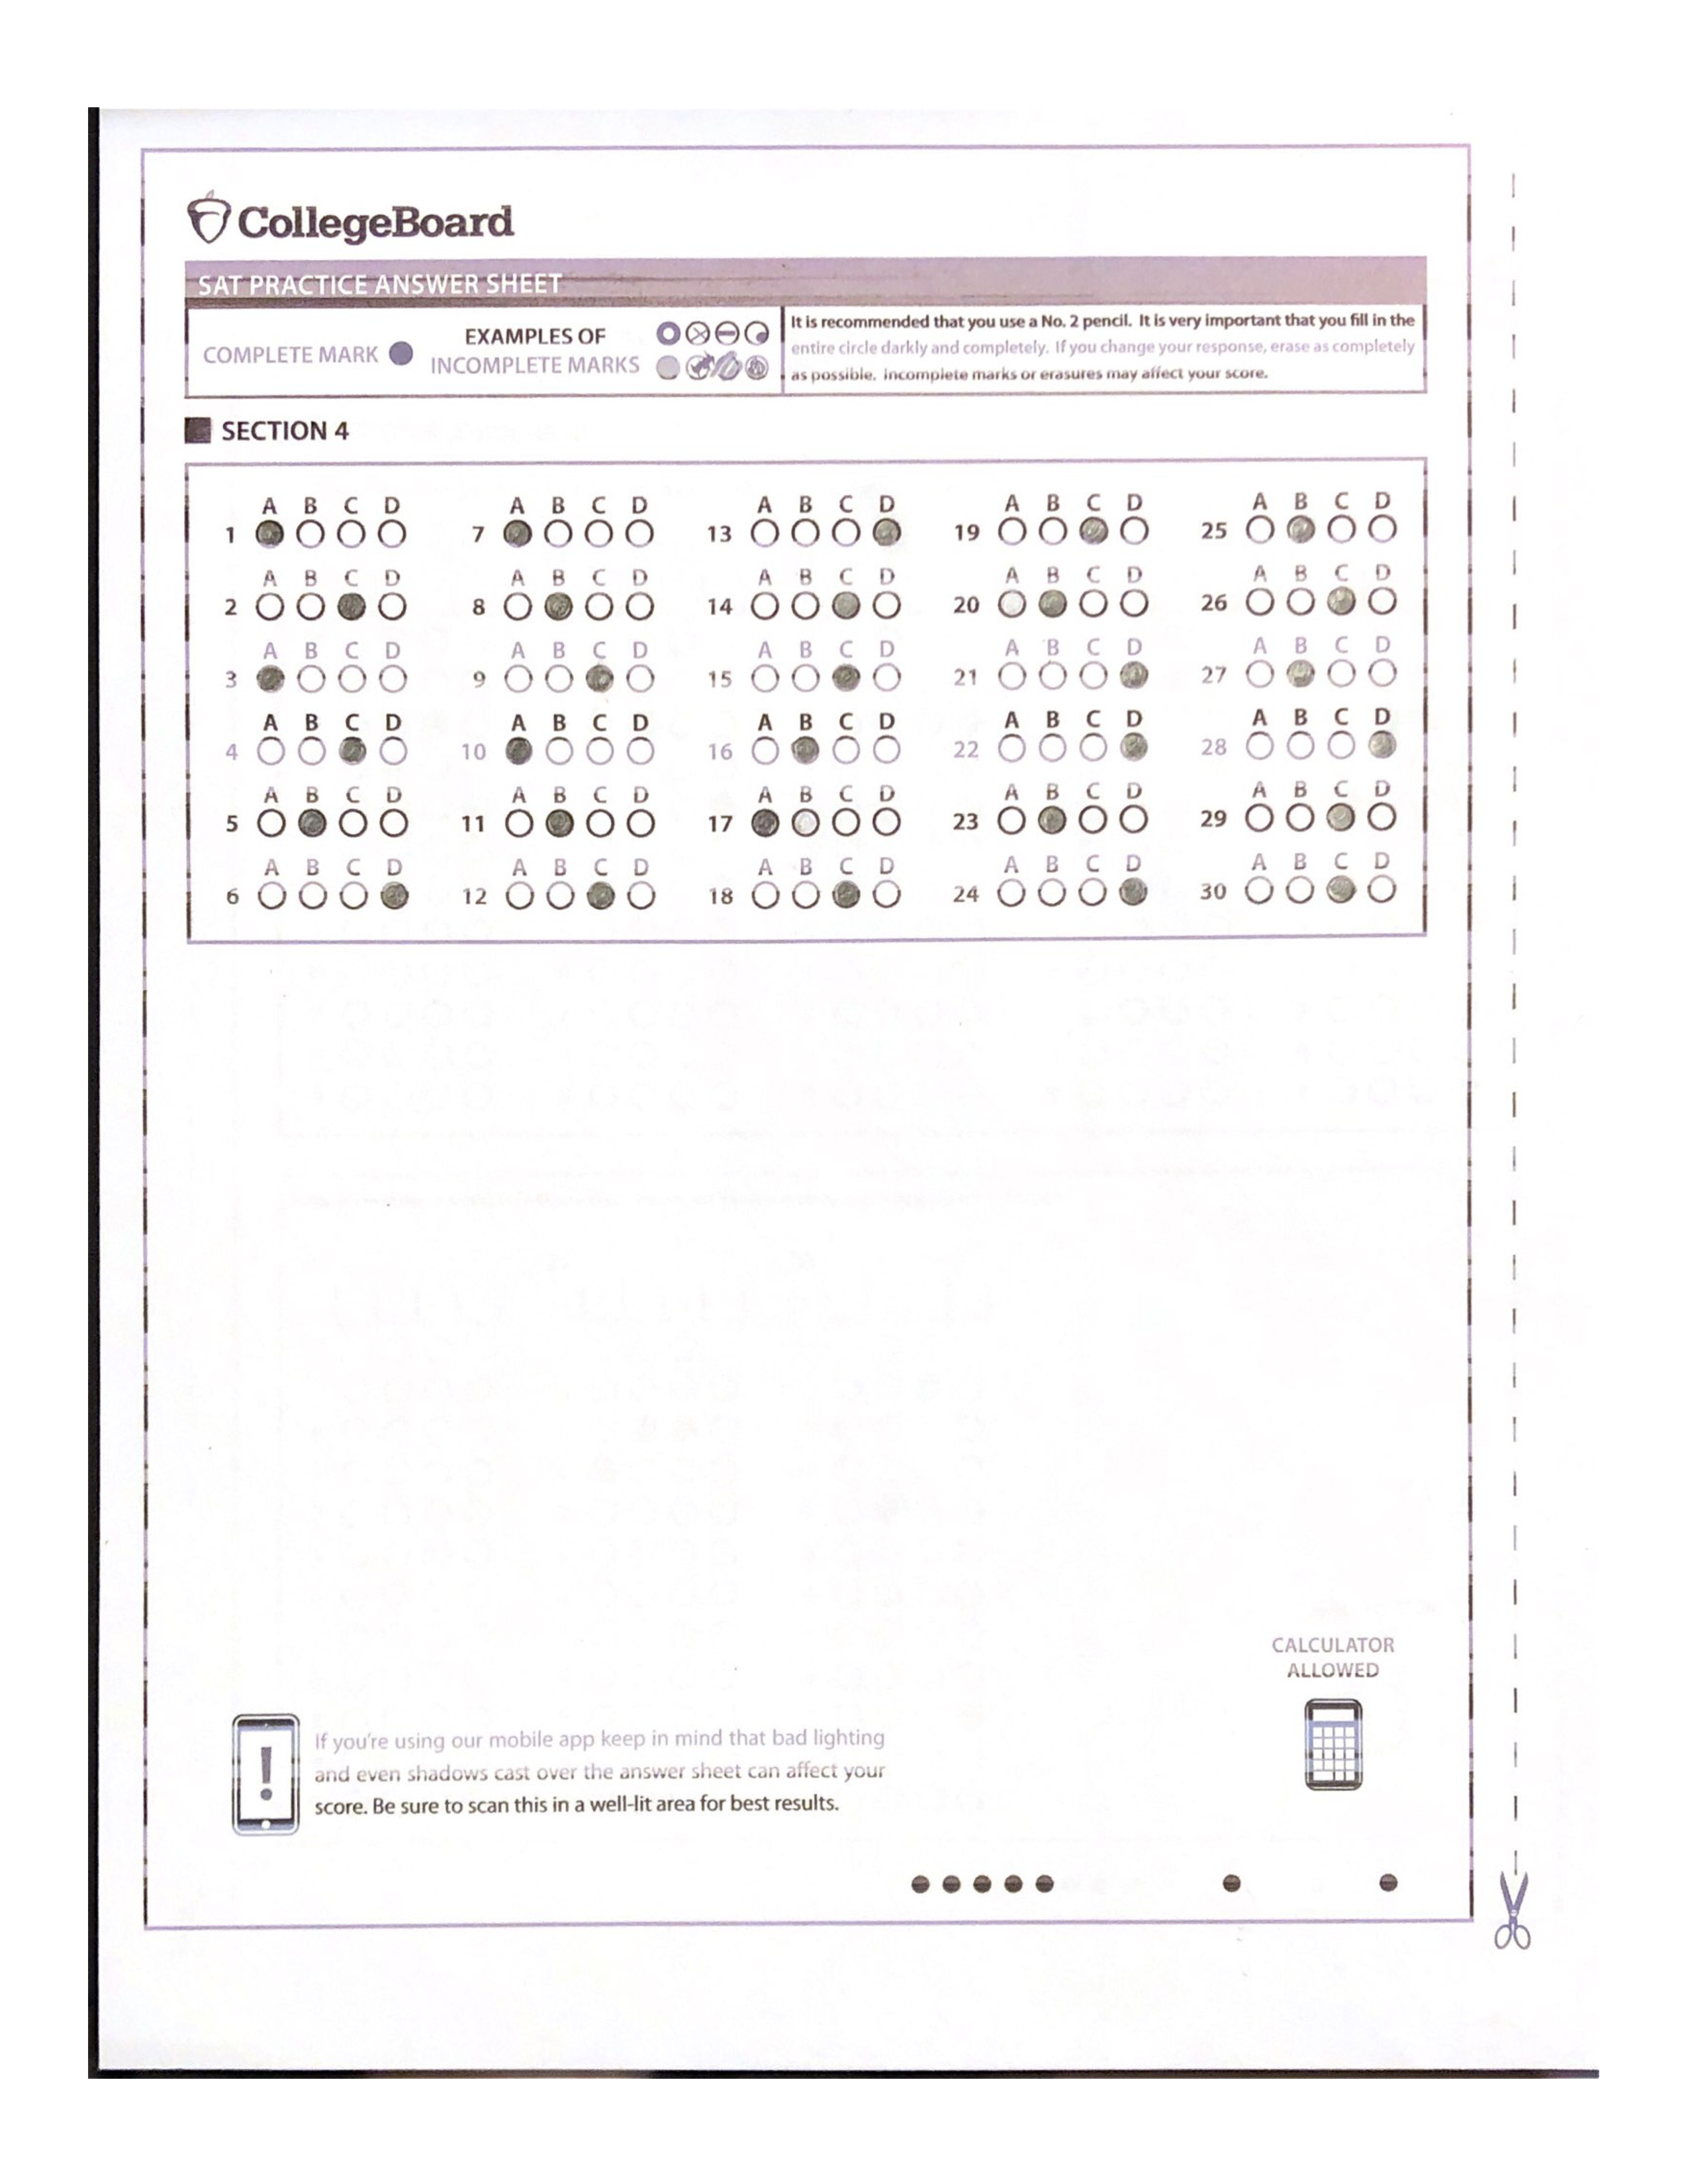 CollegeBoard
SAT PRACTICE ANSWER SHEET
COMPLETE MARK
EXAMPLES OF
INCOMPLETE MARKS
It is recommended that you use a No. 2 pencil. It is very important that you fill in the
entire circle darkly and completely. If you change your response, erase as completely
as possible. Incomplete marks or erasures may affect your score.
SECTION 4
A B C D A B C D A B C D A B C D A B C D
1 7 13 19 25
A B C D A B C D A B C D A B C D A B C D
2 8 14 20 26
A B C D A B C D A B C D A B C D A B C D
3 9 15 21 27
A B C D A B C D A B C D A B C D A B C D
4 10 16 22 28
A B C D A B C D A B C D A B C D A B C D
5 11 17 23 29
A B C D A B C D A B C D A B C D A B C D
6 12 18 24 30
CALCULATOR
ALLOWED
If you're using our mobile app keep in mind that bad lighting
and even shadows cast over the answer sheet can affect your
score. Be sure to scan this in a well-lit area for best results.